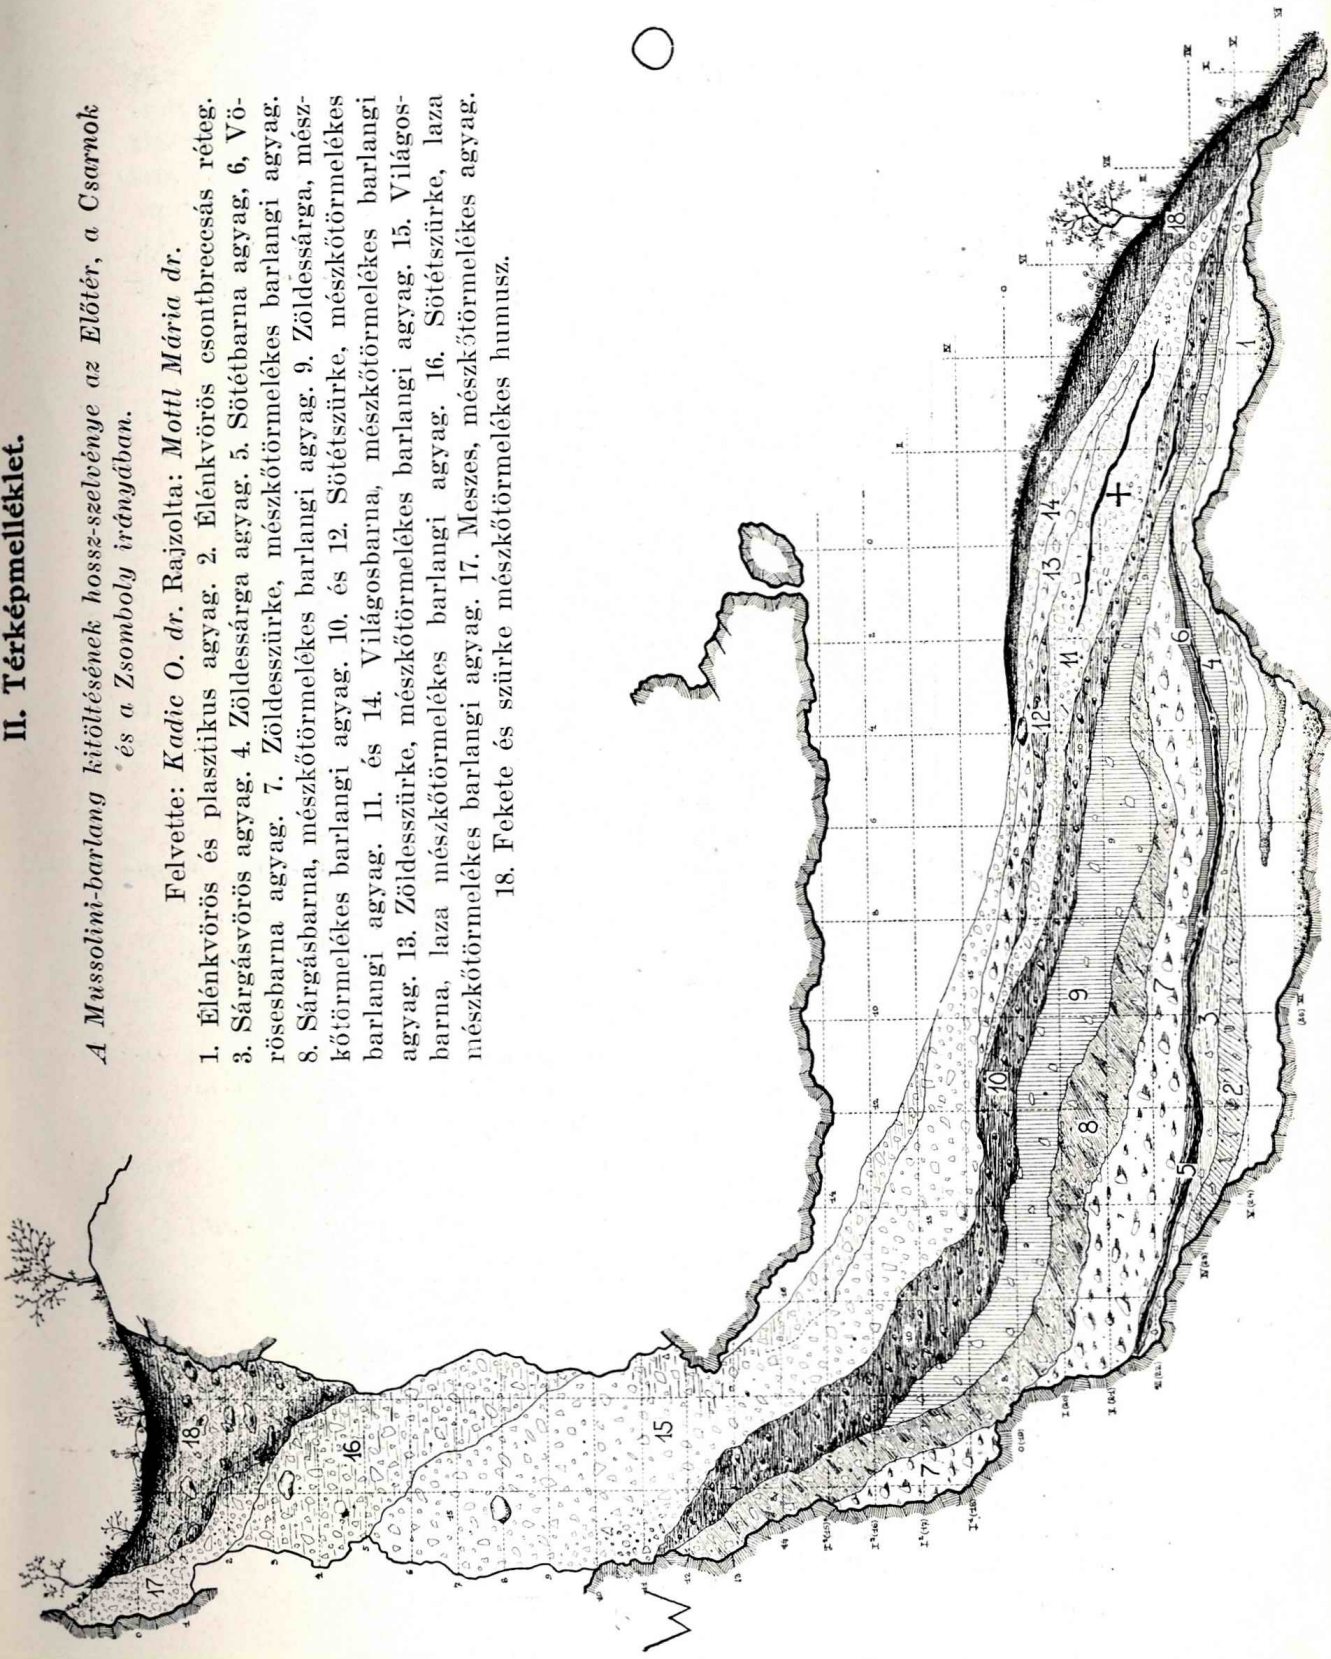 II. Térképmelléklet.
A Mussolini-barlang kitöltésének hossz-szelvénye az Előtér, a Csarnok
és a Zsomboly irányában.
Felvette: Kadic O. dr. Rajzolta: Mottl Mária dr.
1. Élénkvörös és plasztikus agyag. 2. Élénkvörös csontbreccsás réteg.
3. Sárgásvörös agyag. 4. Zöldessárga agyag. 5. Sötétbarna agyag, 6, Vö-
rösesbarna agyag. 7. Zöldesszürke, mészkőtörmelékes barlangi agyag.
8. Sárgásbarna, mészkőtörmelékes barlangi agyag. 9. Zöldessárga, mész-
kőtörmelékes barlangi agyag. 10. és 12. Sötétszürke, mészkőtörmelékes
barlangi agyag. 11. és 14. Világosbarna, mészkőtörmelékes barlangi
agyag. 13. Zöldesszürke, mészkőtörmelékes barlangi agyag. 15. Világos-
barna, laza mészkőtörmelékes barlangi agyag. 16. Sötétszürke, laza
mészkőtörmelékes barlangi agyag. 17. Meszes, mészkőtörmelékes agyag.
18. Fekete és szürke mészkőtörmelékes humusz.
O
W
17
18
16
15
7
10
9
8
7
5
3
2
12
11
13
14
6
4
18
1